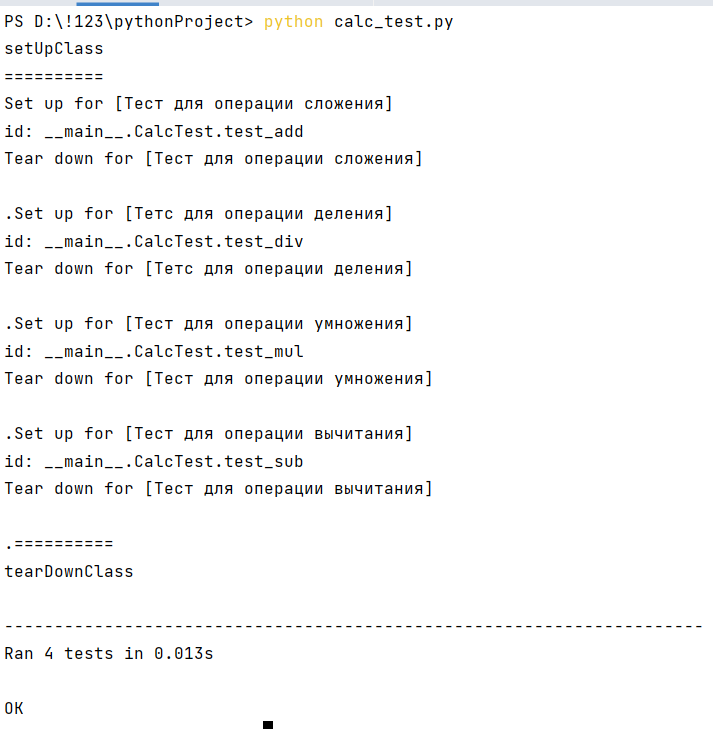 PS D:\!123\pythonProject> python calc_test.py
setUpClass
==========
Set up for [Тест для операции сложения]
id: __main__.CalcTest.test_add
Tear down for [Тест для операции сложения]
.Set up for [Тетс для операции деления]
id: __main__.CalcTest.test_div
Tear down for [Тетс для операции деления]
.Set up for [Тест для операции умножения]
id: __main__.CalcTest.test_mul
Tear down for [Тест для операции умножения]
.Set up for [Тест для операции вычитания]
id: __main__.CalcTest.test_sub
Tear down for [Тест для операции вычитания]
.==========
tearDownClass
----------------------------------------------------------------------
Ran 4 tests in 0.013s
OK